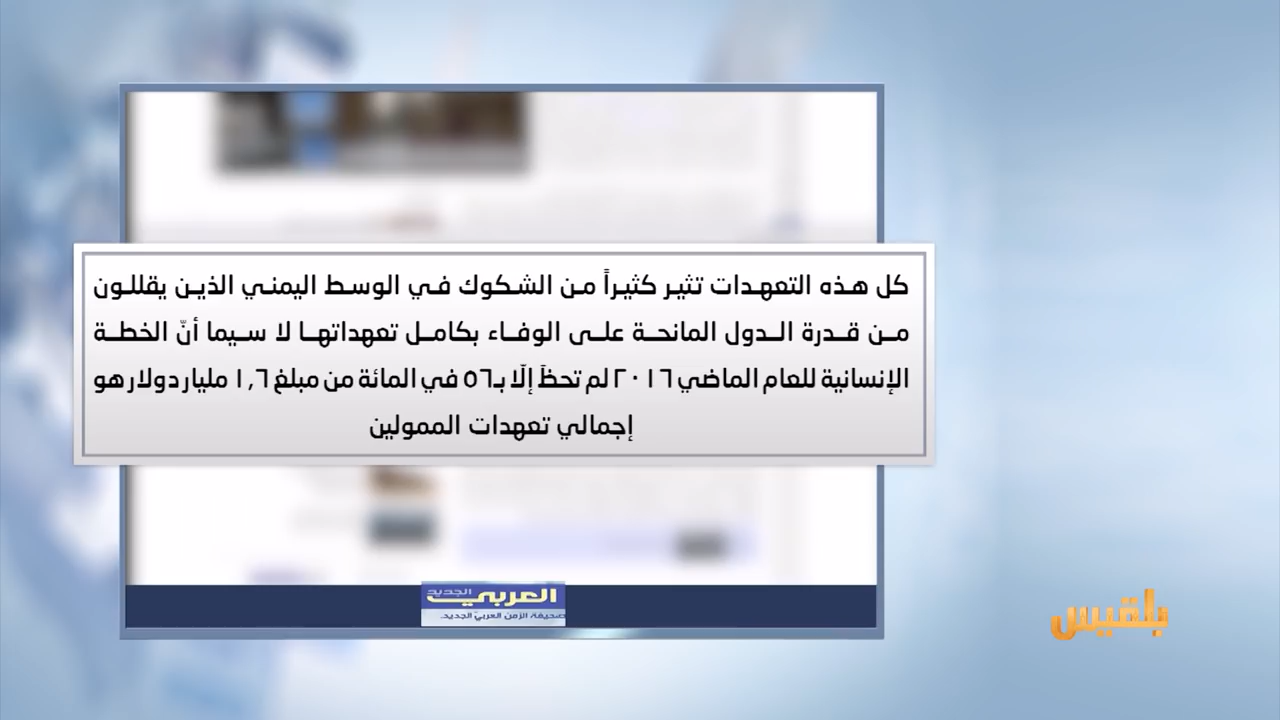 كل هذه التعهدات تثير كثيراً من الشكوك في الوسط اليمني الذين يقللون
من قدرة الدول المانحة على الوفاء بكامل تعهداتها لا سيما أنّ الخطة
الإنسانية للعام الماضي ٢٠١٦ لم تحظَ إلّا بـ٥٦ في المائة من مبلغ ١,٦ مليار دولار هو
إجمالي تعهدات الممولين
العربي الجديد
صحيفة الزمن العربيّ الجديد.
بلقيس